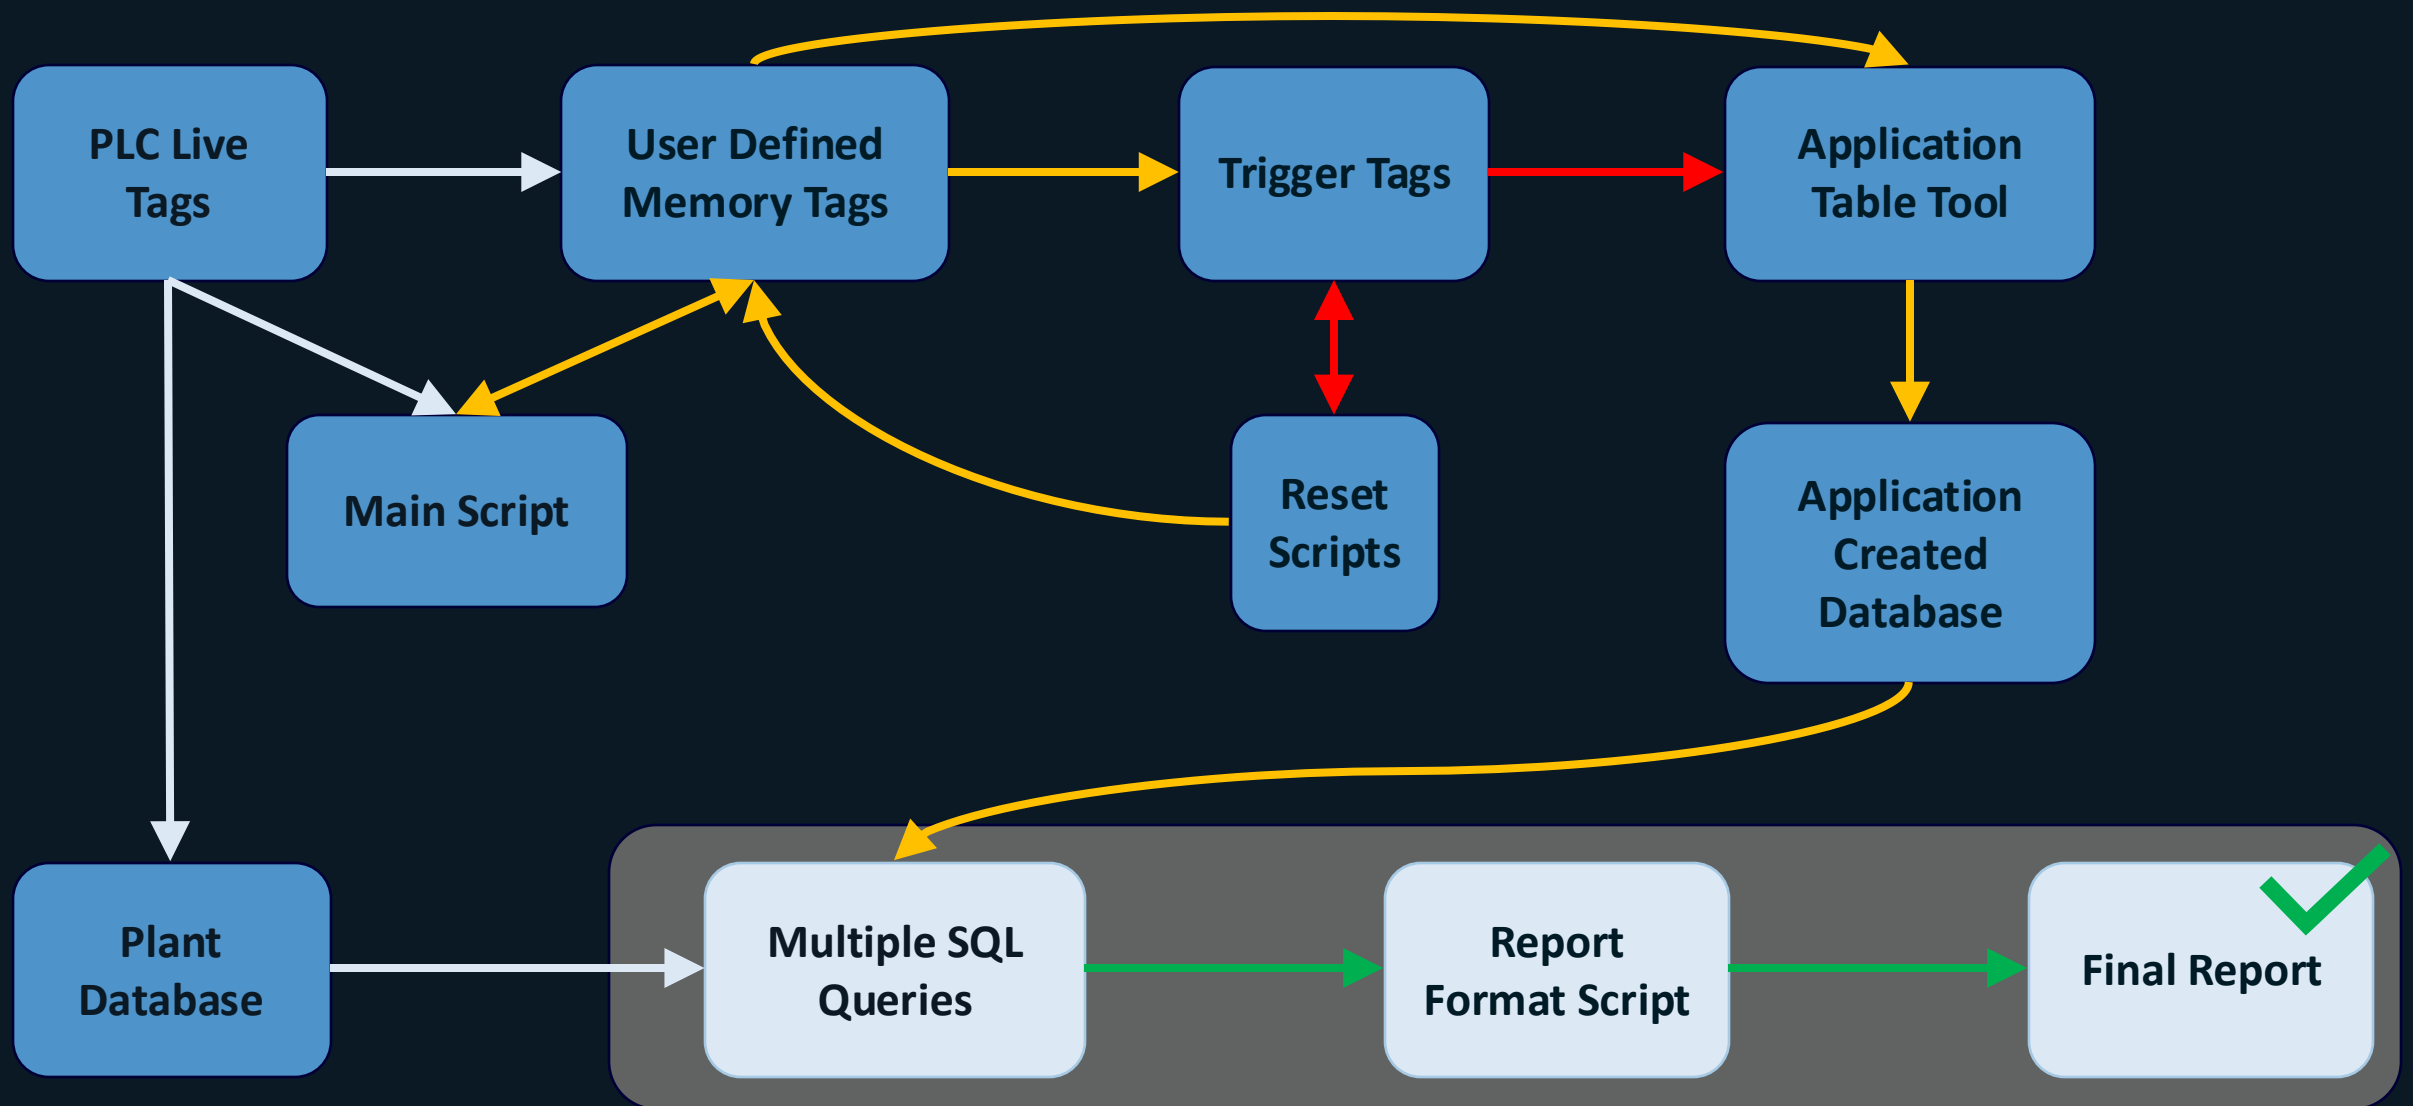 PLC Live
Tags
User Defined
Memory Tags
Trigger Tags
Application
Table Tool
Main Script
Reset
Scripts
Application
Created
Database
Plant
Database
Multiple SQL
Queries
Report
Format Script
Final Report